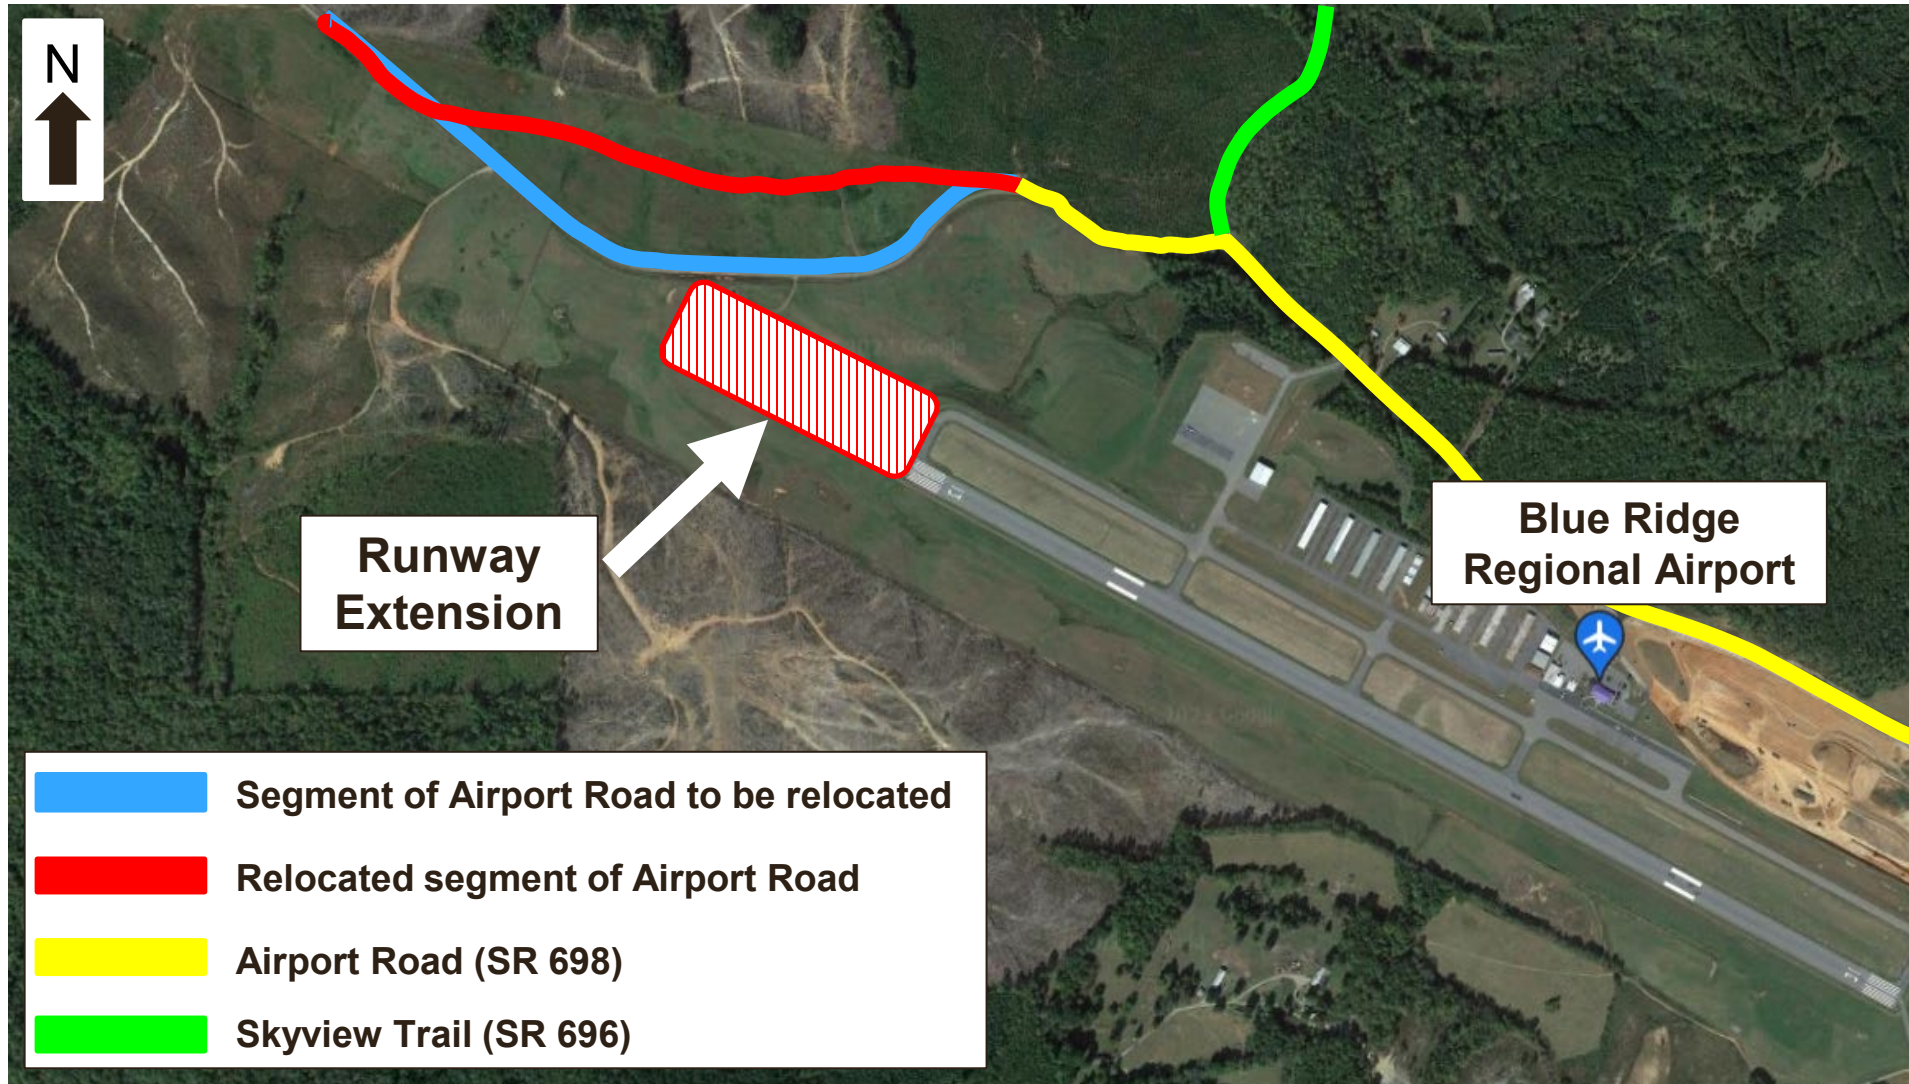 N
Runway
Extension
Blue Ridge
Regional Airport
Segment of Airport Road to be relocated
Relocated segment of Airport Road
Airport Road (SR 698)
Skyview Trail (SR 696)